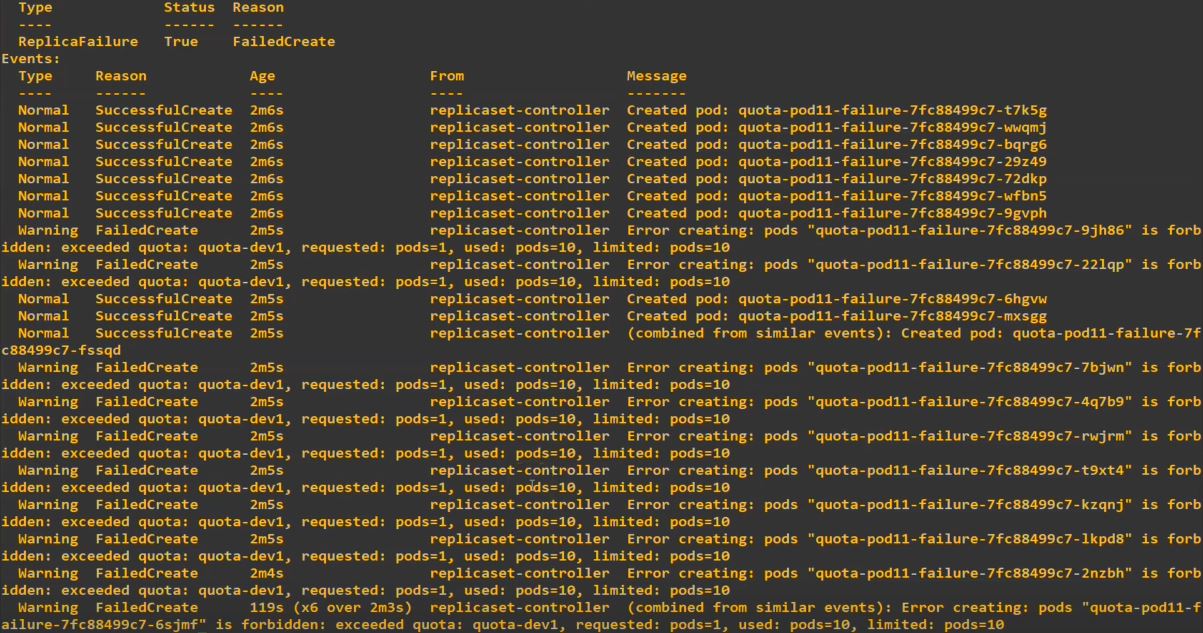 Type Status Reason
---- ------ ------
ReplicaFailure True FailedCreate
Events:
Type Reason Age From Message
---- ------ ---- ---- -------
Normal SuccessfulCreate 2m6s replicaset-controller Created pod: quota-pod11-failure-7fc88499c7-t7k5g
Normal SuccessfulCreate 2m6s replicaset-controller Created pod: quota-pod11-failure-7fc88499c7-wwqmj
Normal SuccessfulCreate 2m6s replicaset-controller Created pod: quota-pod11-failure-7fc88499c7-bqrg6
Normal SuccessfulCreate 2m6s replicaset-controller Created pod: quota-pod11-failure-7fc88499c7-29z49
Normal SuccessfulCreate 2m6s replicaset-controller Created pod: quota-pod11-failure-7fc88499c7-72dkp
Normal SuccessfulCreate 2m6s replicaset-controller Created pod: quota-pod11-failure-7fc88499c7-wfbn5
Normal SuccessfulCreate 2m6s replicaset-controller Created pod: quota-pod11-failure-7fc88499c7-9gvph
Warning FailedCreate 2m5s replicaset-controller Error creating: pods "quota-pod11-failure-7fc88499c7-9jh86" is forb
idden: exceeded quota: quota-dev1, requested: pods=1, used: pods=10, limited: pods=10
Warning FailedCreate 2m5s replicaset-controller Error creating: pods "quota-pod11-failure-7fc88499c7-22lqp" is forb
idden: exceeded quota: quota-dev1, requested: pods=1, used: pods=10, limited: pods=10
Normal SuccessfulCreate 2m5s replicaset-controller Created pod: quota-pod11-failure-7fc88499c7-6hgvw
Normal SuccessfulCreate 2m5s replicaset-controller Created pod: quota-pod11-failure-7fc88499c7-mxsgg
Normal SuccessfulCreate 2m5s replicaset-controller (combined from similar events): Created pod: quota-pod11-failure-7f
c88499c7-fssqd
Warning FailedCreate 2m5s replicaset-controller Error creating: pods "quota-pod11-failure-7fc88499c7-7bjwn" is forb
idden: exceeded quota: quota-dev1, requested: pods=1, used: pods=10, limited: pods=10
Warning FailedCreate 2m5s replicaset-controller Error creating: pods "quota-pod11-failure-7fc88499c7-4q7b9" is forb
idden: exceeded quota: quota-dev1, requested: pods=1, used: pods=10, limited: pods=10
Warning FailedCreate 2m5s replicaset-controller Error creating: pods "quota-pod11-failure-7fc88499c7-rwjrm" is forb
idden: exceeded quota: quota-dev1, requested: pods=1, used: pods=10, limited: pods=10
Warning FailedCreate 2m5s replicaset-controller Error creating: pods "quota-pod11-failure-7fc88499c7-t9xt4" is forb
idden: exceeded quota: quota-dev1, requested: pods=1, used: pods=10, limited: pods=10
Warning FailedCreate 2m5s replicaset-controller Error creating: pods "quota-pod11-failure-7fc88499c7-kzqnj" is forb
idden: exceeded quota: quota-dev1, requested: pods=1, used: pods=10, limited: pods=10
Warning FailedCreate 2m5s replicaset-controller Error creating: pods "quota-pod11-failure-7fc88499c7-lkpd8" is forb
idden: exceeded quota: quota-dev1, requested: pods=1, used: pods=10, limited: pods=10
Warning FailedCreate 2m4s replicaset-controller Error creating: pods "quota-pod11-failure-7fc88499c7-2nzbh" is forb
idden: exceeded quota: quota-dev1, requested: pods=1, used: pods=10, limited: pods=10
Warning FailedCreate 119s (x6 over 2m3s) replicaset-controller (combined from similar events): Error creating: pods "quota-pod11-f
ailure-7fc88499c7-6sjmf" is forbidden: exceeded quota: quota-dev1, requested: pods=1, used: pods=10, limited: pods=10